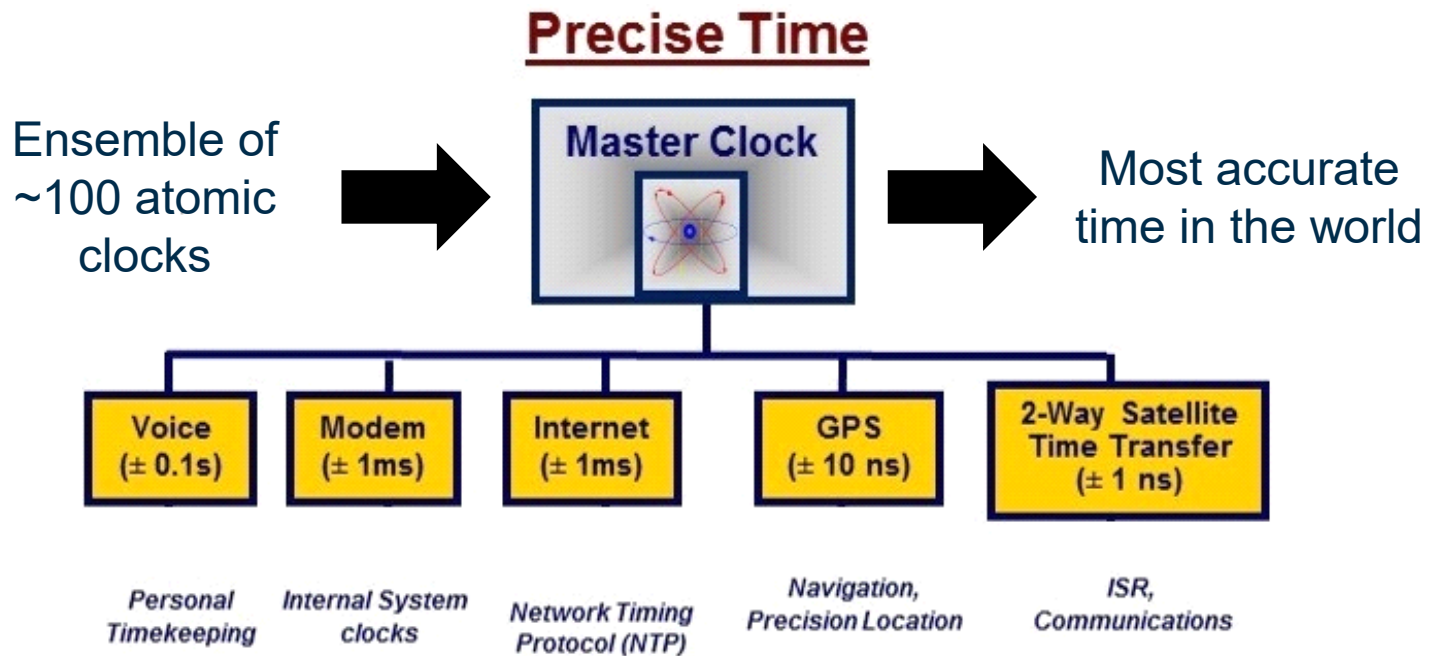 Precise Time
Ensemble of
~100 atomic
clocks
Master Clock
Most accurate
time in the world
Voice
(± 0.1s)
Modem
(± 1ms)
Internet
(± 1ms)
GPS
(± 10 ns)
2-Way Satellite
Time Transfer
(± 1 ns)
Personal
Timekeeping
Internal System
clocks
Network Timing
Protocol (NTP)
Navigation,
Precision Location
ISR,
Communications